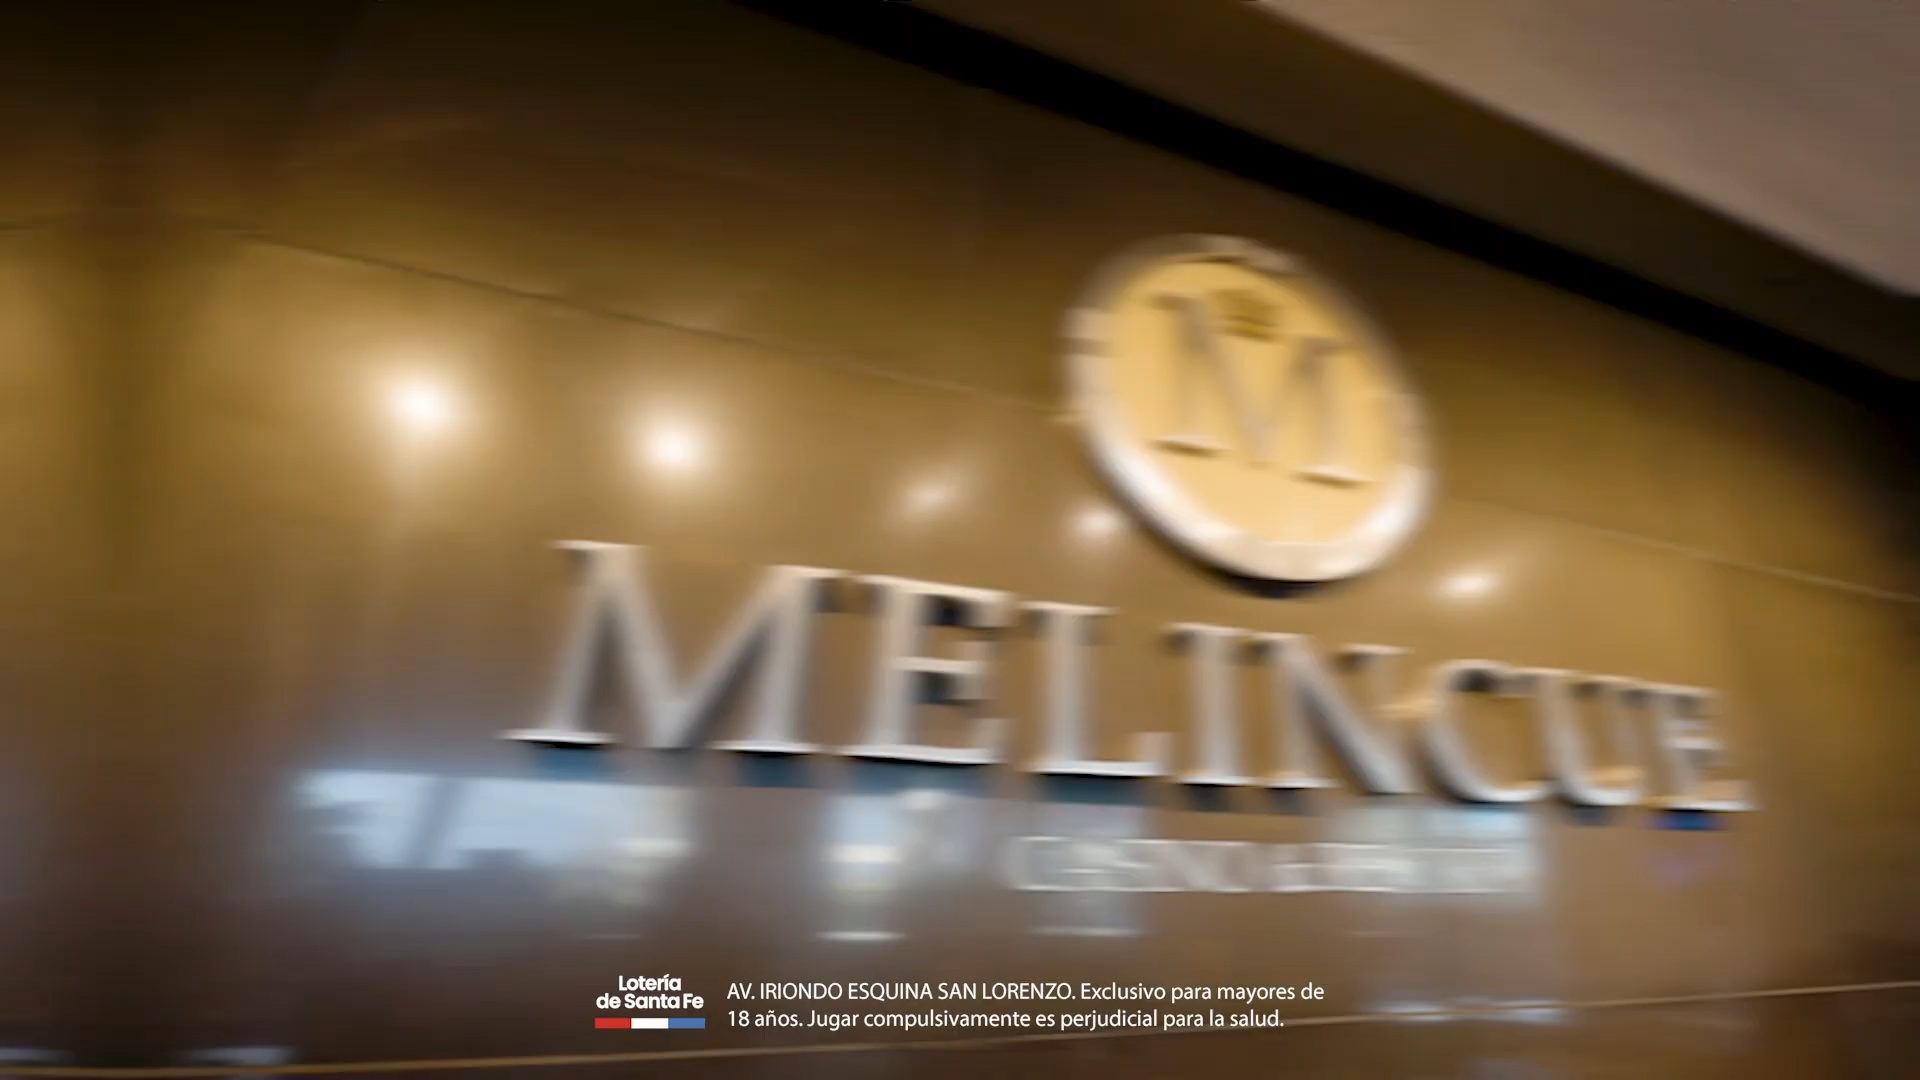 M
MELINCUE
Lotería
de Santa Fe
AV. IRIONDO ESQUINA SAN LORENZO. Exclusivo para mayores de
18 años. Jugar compulsivamente es perjudicial para la salud.